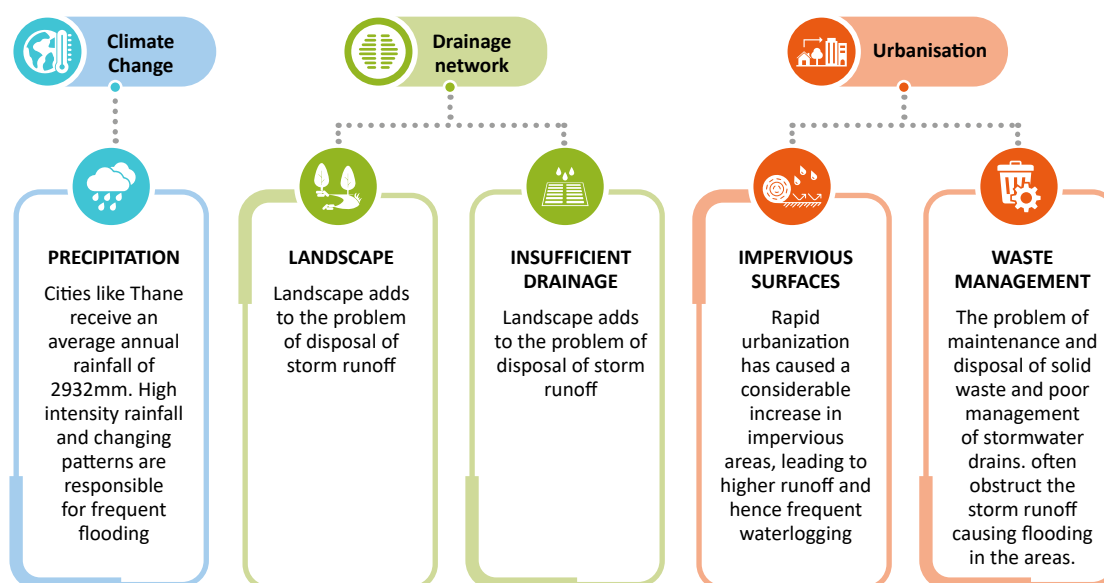 Climate
Change
Drainage
network
Urbanisation
PRECIPITATION
Cities like Thane
receive an
average annual
rainfall of
2932mm. High
intensity rainfall
and changing
patterns are
responsible
for frequent
flooding
LANDSCAPE
Landscape adds
to the problem
of disposal of
storm runoff
INSUFFICIENT
DRAINAGE
Landscape adds
to the problem of
disposal of storm
runoff
IMPERVIOUS
SURFACES
Rapid
urbanization
has caused a
considerable
increase in
impervious
areas, leading to
higher runoff and
hence frequent
waterlogging
WASTE
MANAGEMENT
The problem of
maintenance and
disposal of solid
waste and poor
management
of stormwater
drains. often
obstruct the
storm runoff
causing flooding
in the areas.